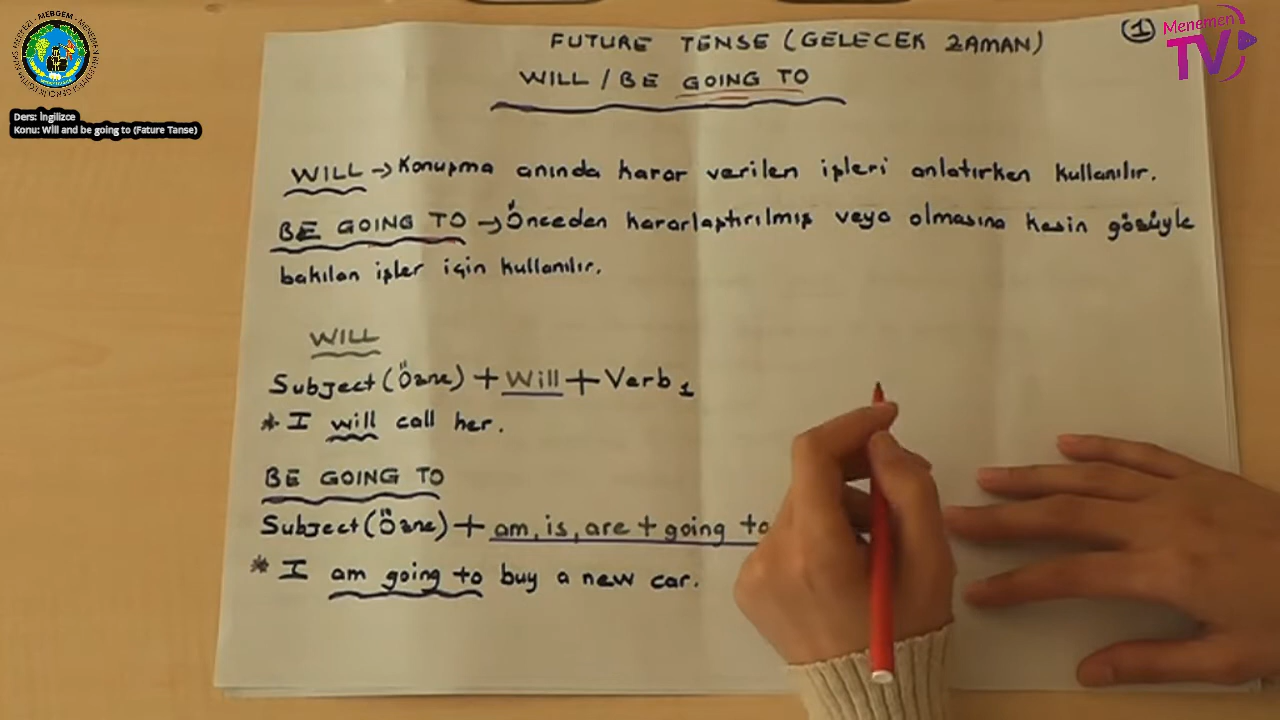 FUTURE TENSE (GELECEK ZAMAN)
1
Menemen
TV
WILL / BE GOING TO
MEBGEM - MENEMEN
Ders: İngilizce
Konu: Will and be going to (Fature Tanse)
WILL → Konuşma anında karar verilen işleri anlatırken kullanılır.
BE GOING TO → Önceden kararlaştırılmış veya olmasına kesin gözüyle
bakılan işler için kullanılır.
WILL
Subject (Özne) + Will + Verb 1
* I will call her.
BE GOING TO
Subject (Özne) + am, is, are + going to
* I am going to buy a new car.